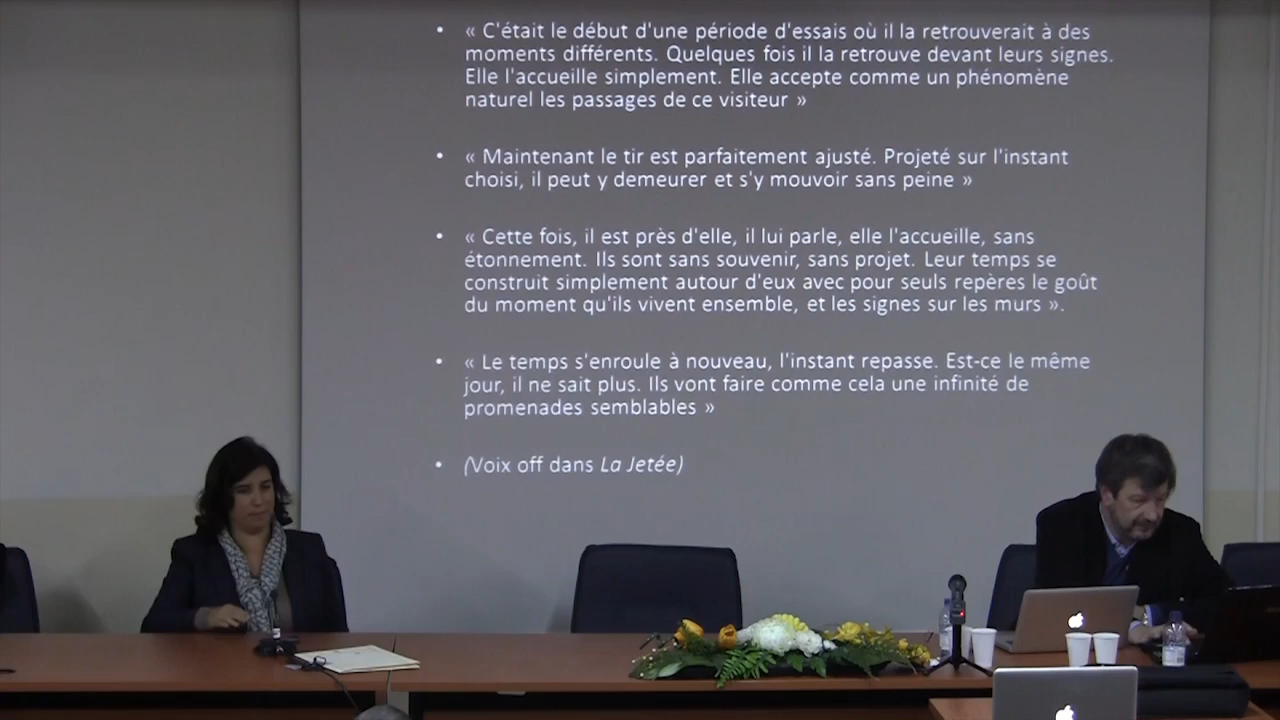 • « C'était le début d'une période d'essais où il la retrouverait à des
moments différents. Quelques fois il la retrouve devant leurs signes.
Elle l'accueille simplement. Elle accepte comme un phénomène
naturel les passages de ce visiteur »
• « Maintenant le tir est parfaitement ajusté. Projeté sur l'instant
choisi, il peut y demeurer et s'y mouvoir sans peine »
• « Cette fois, il est près d'elle, il lui parle, elle l'accueille, sans
étonnement. Ils sont sans souvenir, sans projet. Leur temps se
construit simplement autour d'eux avec pour seuls repères le goût
du moment qu'ils vivent ensemble, et les signes sur les murs ».
• « Le temps s'enroule à nouveau, l'instant repasse. Est-ce le même
jour, il ne sait plus. Ils vont faire comme cela une infinité de
promenades semblables »
• (Voix off dans La Jetée)